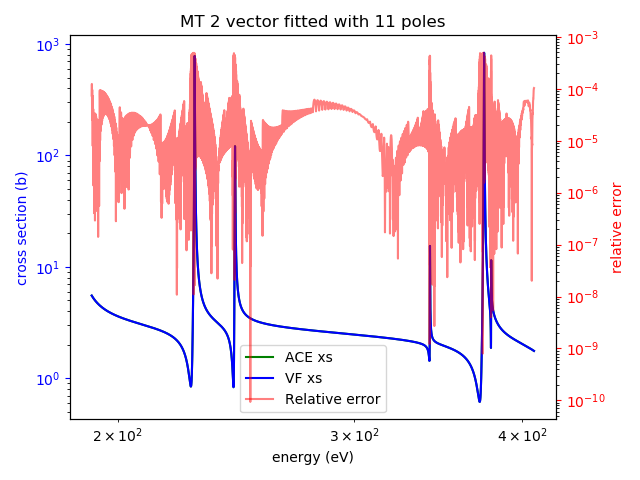 MT 2 vector fitted with 11 poles
10³
10²
10¹
10⁰
cross section (b)
10⁻³
10⁻⁴
10⁻⁵
10⁻⁶
10⁻⁷
10⁻⁸
10⁻⁹
10⁻¹⁰
relative error
ACE xs
VF xs
Relative error
2 × 10²
3 × 10²
4 × 10²
energy (eV)